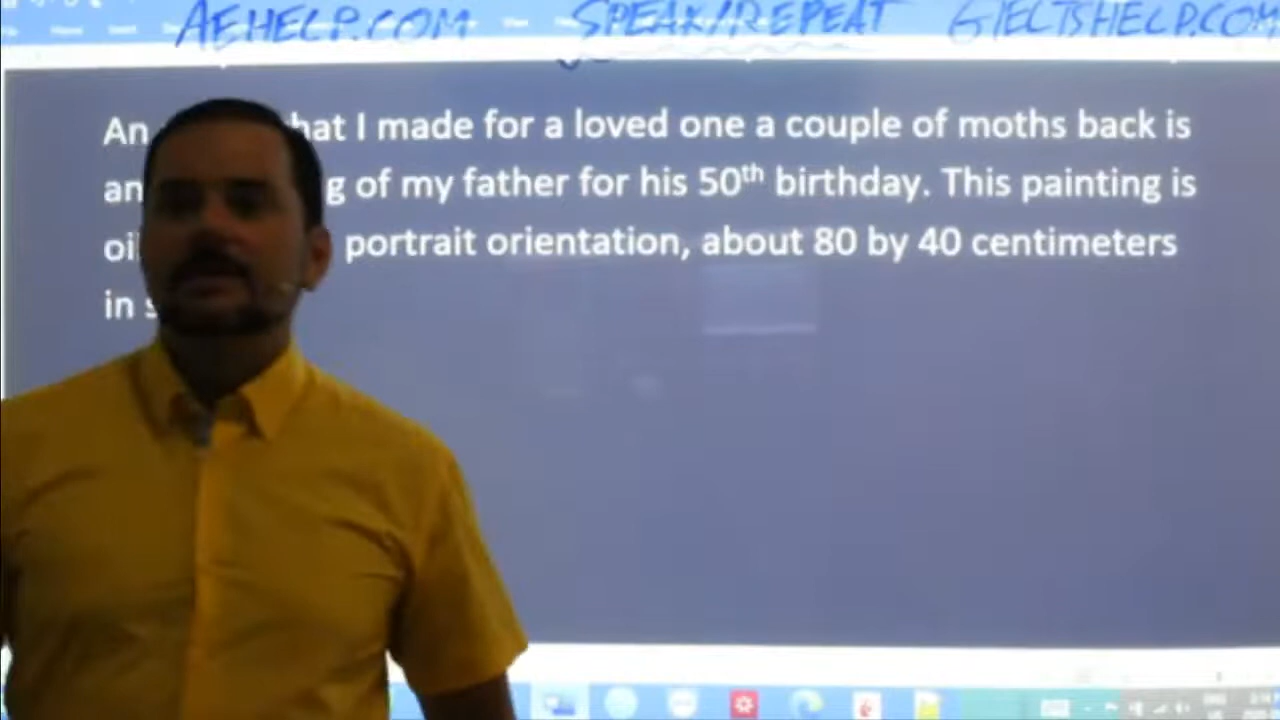 AEHELP.COM SPEAK/REPEAT GIELTSHELP.COM
An hat I made for a loved one a couple of moths back is
an g of my father for his 50th birthday. This painting is
oil portrait orientation, about 80 by 40 centimeters
in s